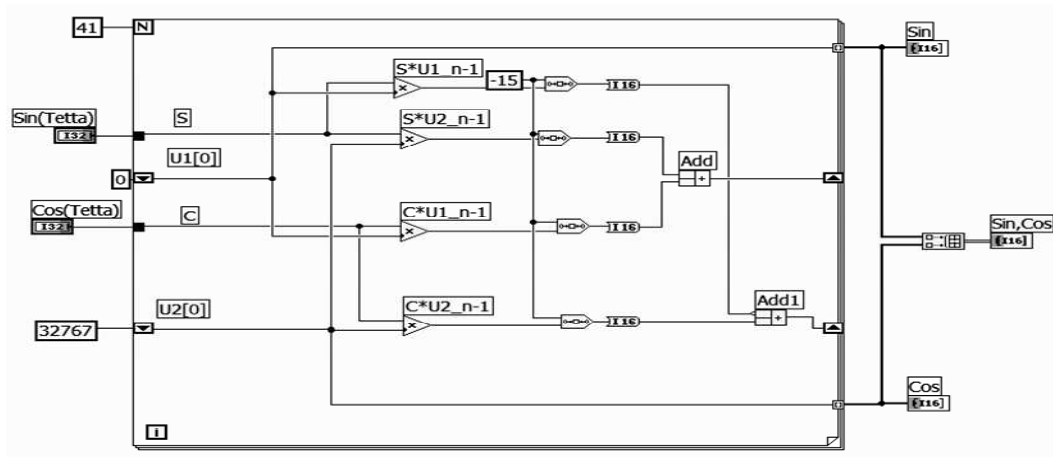 41
N
Sin
[I16]
S*U1_n-1
-15
I16
Sin(Tetta)
I32
S
S*U2_n-1
I16
U1[0]
Add
0
Cos(Tetta)
I32
C
C*U1_n-1
I16
Sin,Cos
[I16]
U2[0]
C*U2_n-1
Add1
32767
I16
Cos
[I16]
i